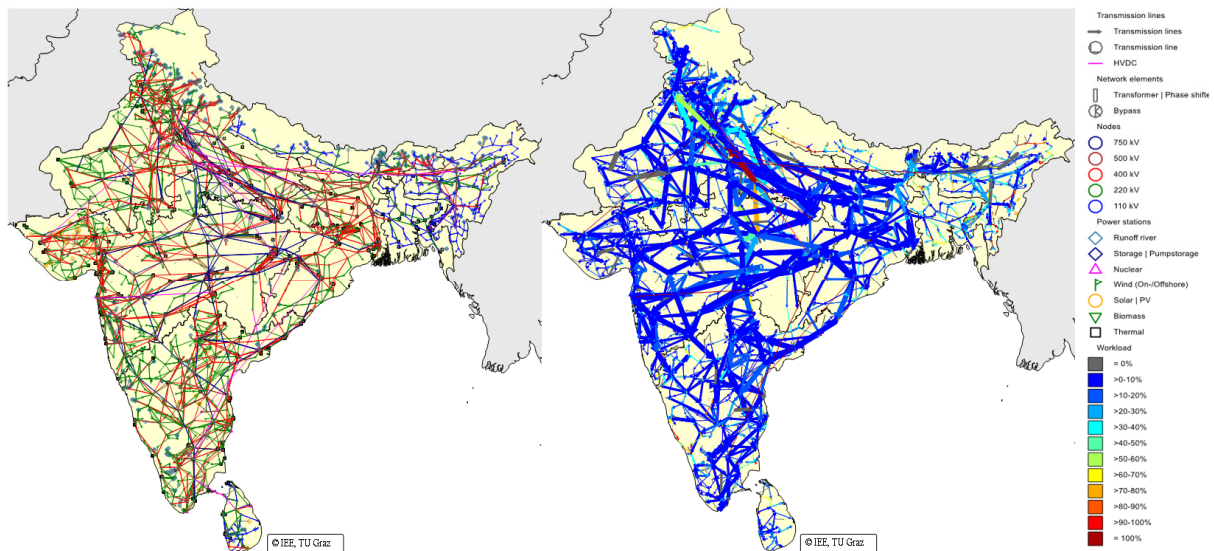 Transmission lines
Transmission lines
Transmission line
HVDC
Network elements
Transformer | Phase shifte
Bypass
Nodes
750 kV
500 kV
400 kV
220 kV
110 kV
Power stations
Runoff river
Storage | Pumpstorage
Nuclear
Wind (On-/Offshore)
Solar | PV
Biomass
Thermal
Workload
= 0%
>0-10%
>10-20%
>20-30%
>30-40%
>40-50%
>50-60%
>60-70%
>70-80%
>80-90%
>90-100%
= 100%
© IEE, TU Graz
© IEE, TU Graz